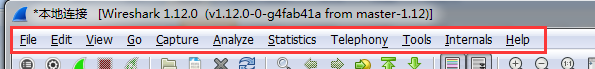 *本地连接 [Wireshark 1.12.0 (v1.12.0-0-g4fab41a from master-1.12)]
File Edit View Go Capture Analyze Statistics Telephony Tools Internals Help